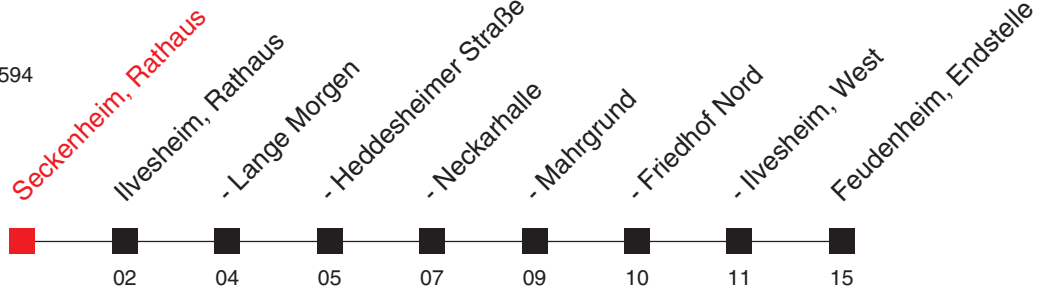 594
Seckenheim, Rathaus
Ilvesheim, Rathaus
- Lange Morgen
- Heddesheimer Straße
- Neckarhalle
- Mahrgrund
- Friedhof Nord
- Ilvesheim, West
Feudenheim, Endstelle
02 04 05 07 09 10 11 15